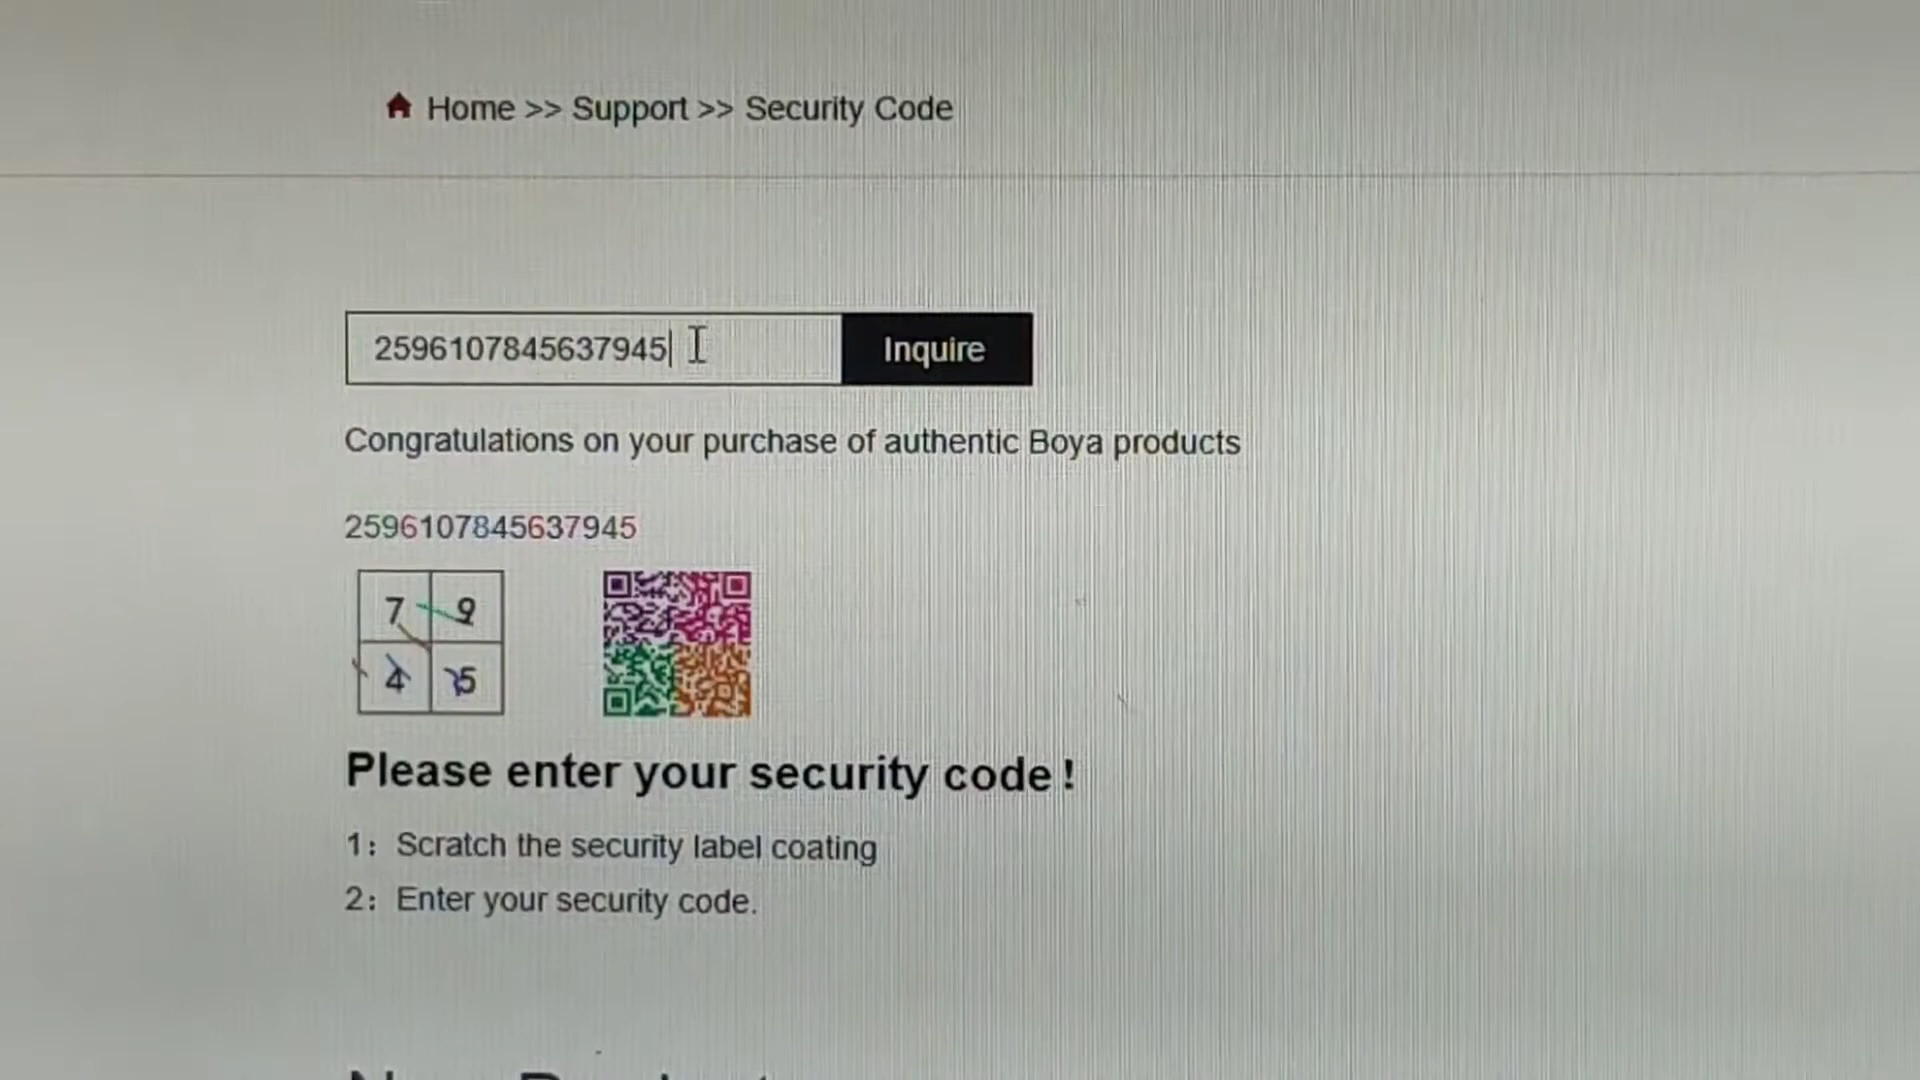 Home >> Support >> Security Code
2596107845637945
Inquire
Congratulations on your purchase of authentic Boya products
2596107845637945
7 9
4 5
Please enter your security code!
1: Scratch the security label coating
2: Enter your security code.